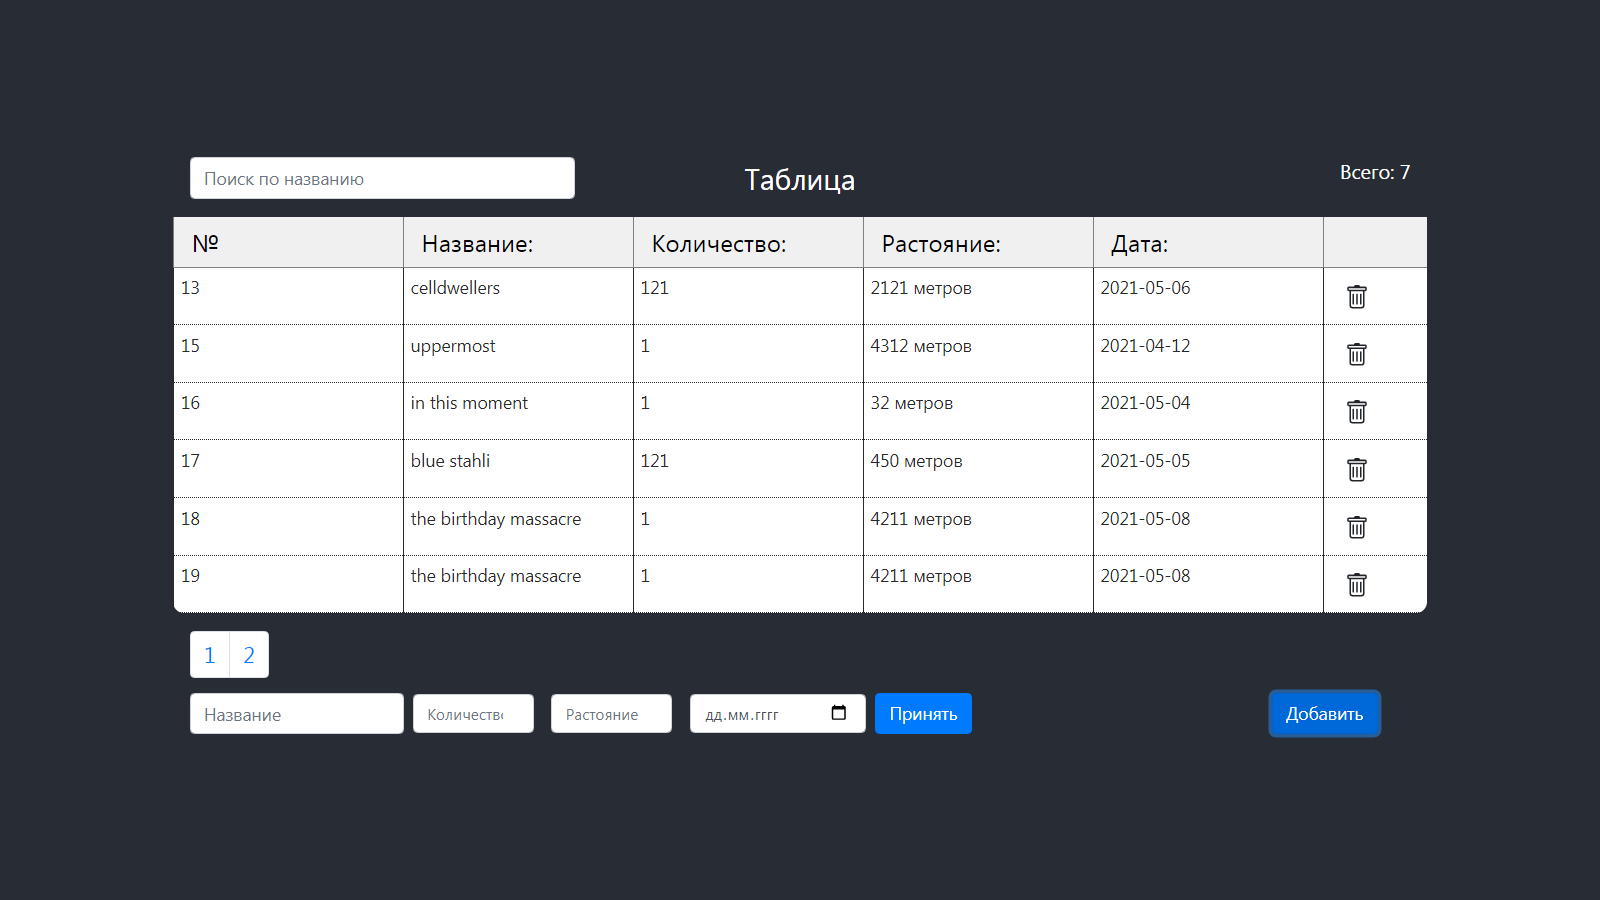 Поиск по названию
Таблица
Всего: 7
№ Название: Количество: Растояние: Дата:
13 celldwellers 121 2121 метров 2021-05-06
15 uppermost 1 4312 метров 2021-04-12
16 in this moment 1 32 метров 2021-05-04
17 blue stahli 121 450 метров 2021-05-05
18 the birthday massacre 1 4211 метров 2021-05-08
19 the birthday massacre 1 4211 метров 2021-05-08
1 2
Название Количество Растояние дд.мм.гггг Принять Добавить